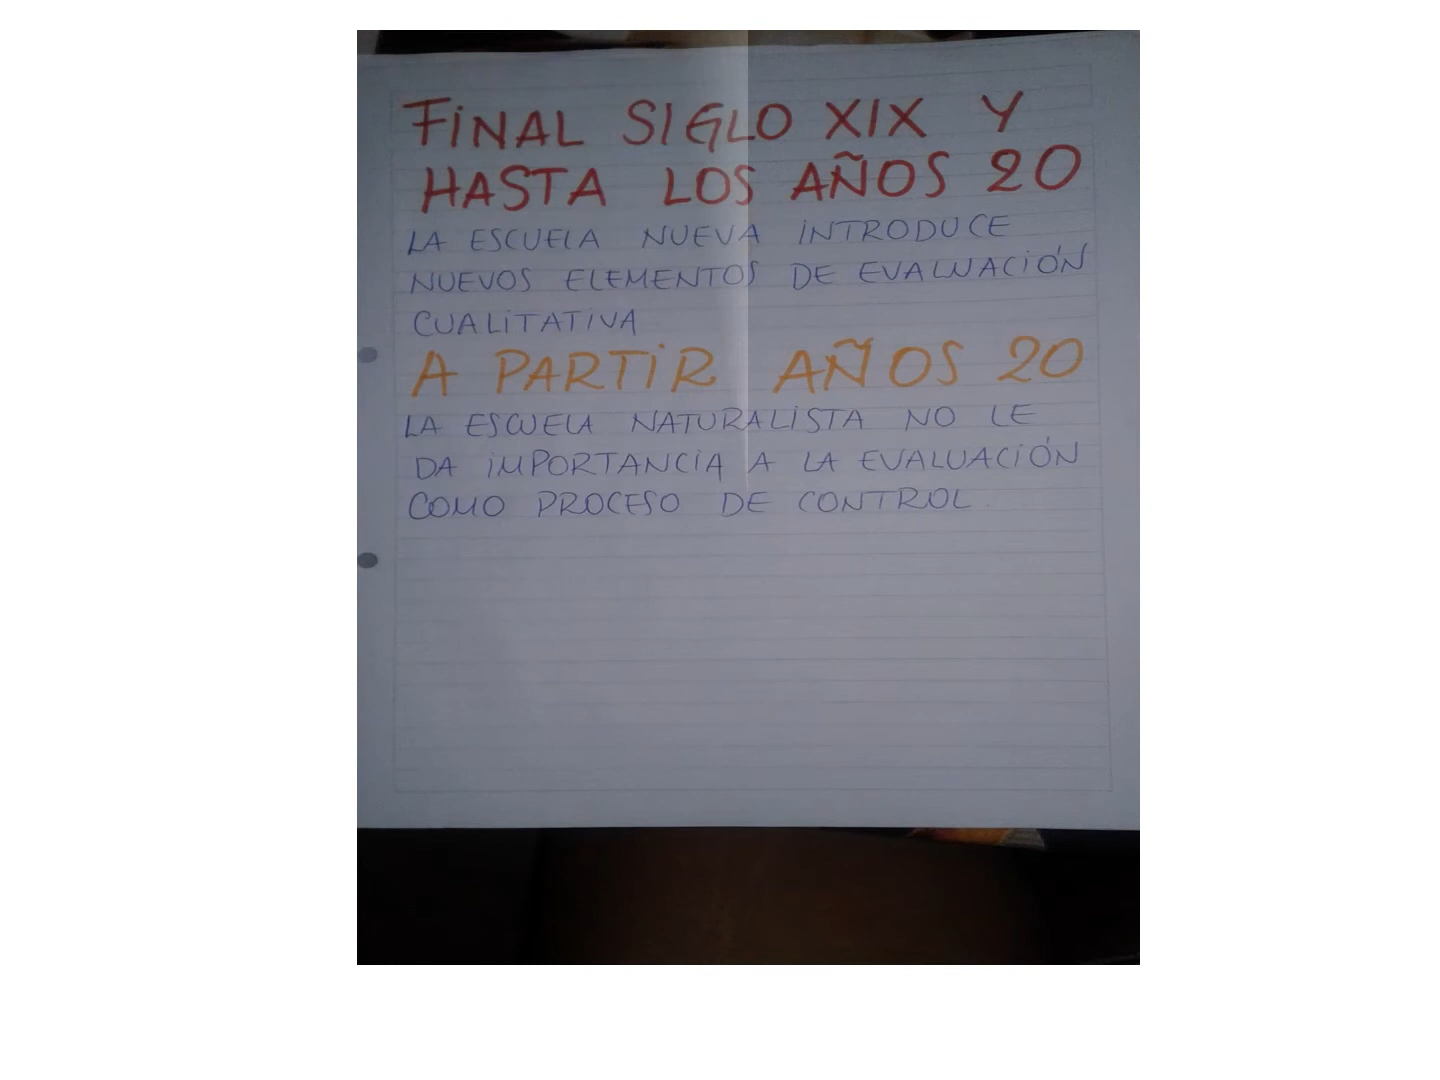 FINAL SIGLO XIX Y
HASTA LOS AÑOS 20
LA ESCUELA NUEVA INTRODUCE
NUEVOS ELEMENTOS DE EVALUACIÓN
CUALITATIVA
A PARTIR AÑOS 20
LA ESCUELA NATURALISTA NO LE
DA IMPORTANCIA A LA EVALUACIÓN
COMO PROCESO DE CONTROL.